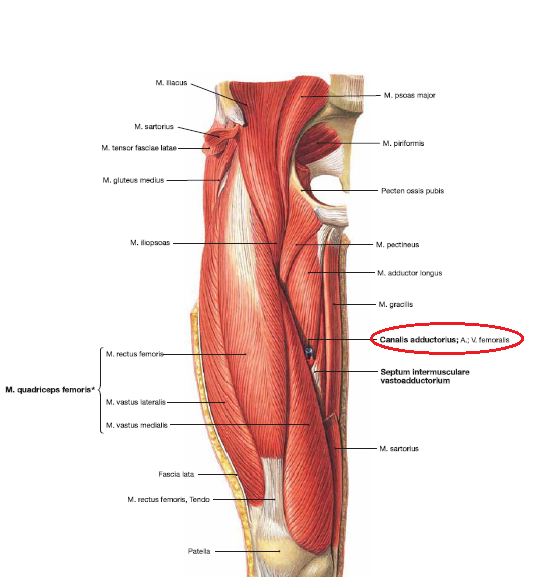 M. iliacus
M. psoas major
M. sartorius
M. tensor fasciae latae
M. piriformis
M. gluteus medius
Pecten ossis pubis
M. iliopsoas
M. pectineus
M. adductor longus
M. gracilis
Canalis adductorius; A.; V. femoralis
M. rectus femoris
Septum intermusculare
vastoadductorium
M. quadriceps femoris*
M. vastus lateralis
M. vastus medialis
M. sartorius
Fascia lata
M. rectus femoris, Tendo
Patella